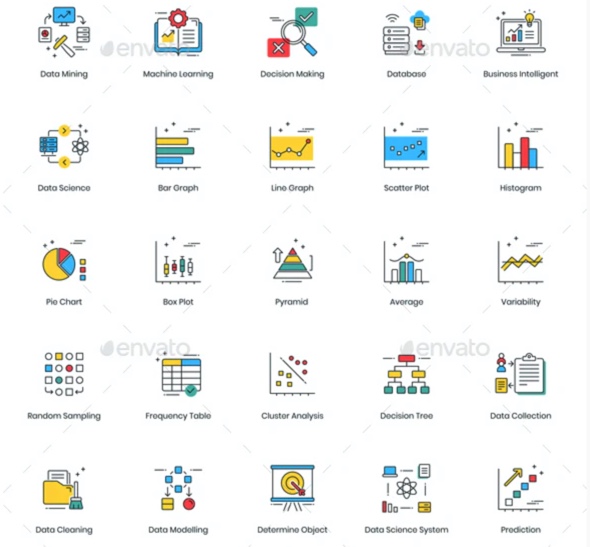 envato
envato
Data Mining
Machine Learning
Decision Making
Database
Business Intelligent
Data Science
Bar Graph
Line Graph
Scatter Plot
Histogram
Pie Chart
Box Plot
Pyramid
Average
Variability
envato
envato
Random Sampling
Frequency Table
Cluster Analysis
Decision Tree
Data Collection
Data Cleaning
Data Modelling
Determine Object
Data Science System
Prediction